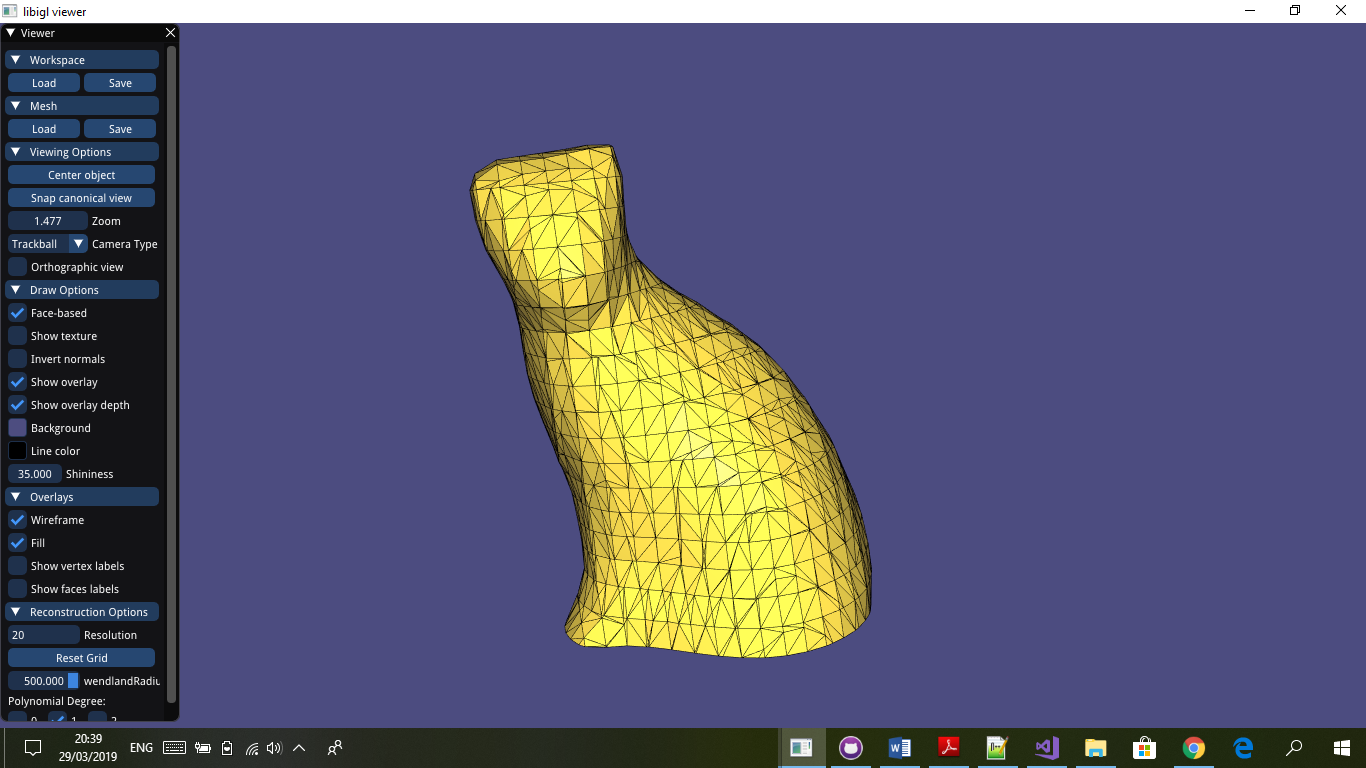 libigl viewer
Viewer
Workspace
Load Save
Mesh
Load Save
Viewing Options
Center object
Snap canonical view
1.477 Zoom
Trackball Camera Type
Orthographic view
Draw Options
Face-based
Show texture
Invert normals
Show overlay
Show overlay depth
Background
Line color
35.000 Shininess
Overlays
Wireframe
Fill
Show vertex labels
Show faces labels
Reconstruction Options
20 Resolution
Reset Grid
500.000 wendlandRadiu
Polynomial Degree:
0 1 2
20:39
29/03/2019
ENG